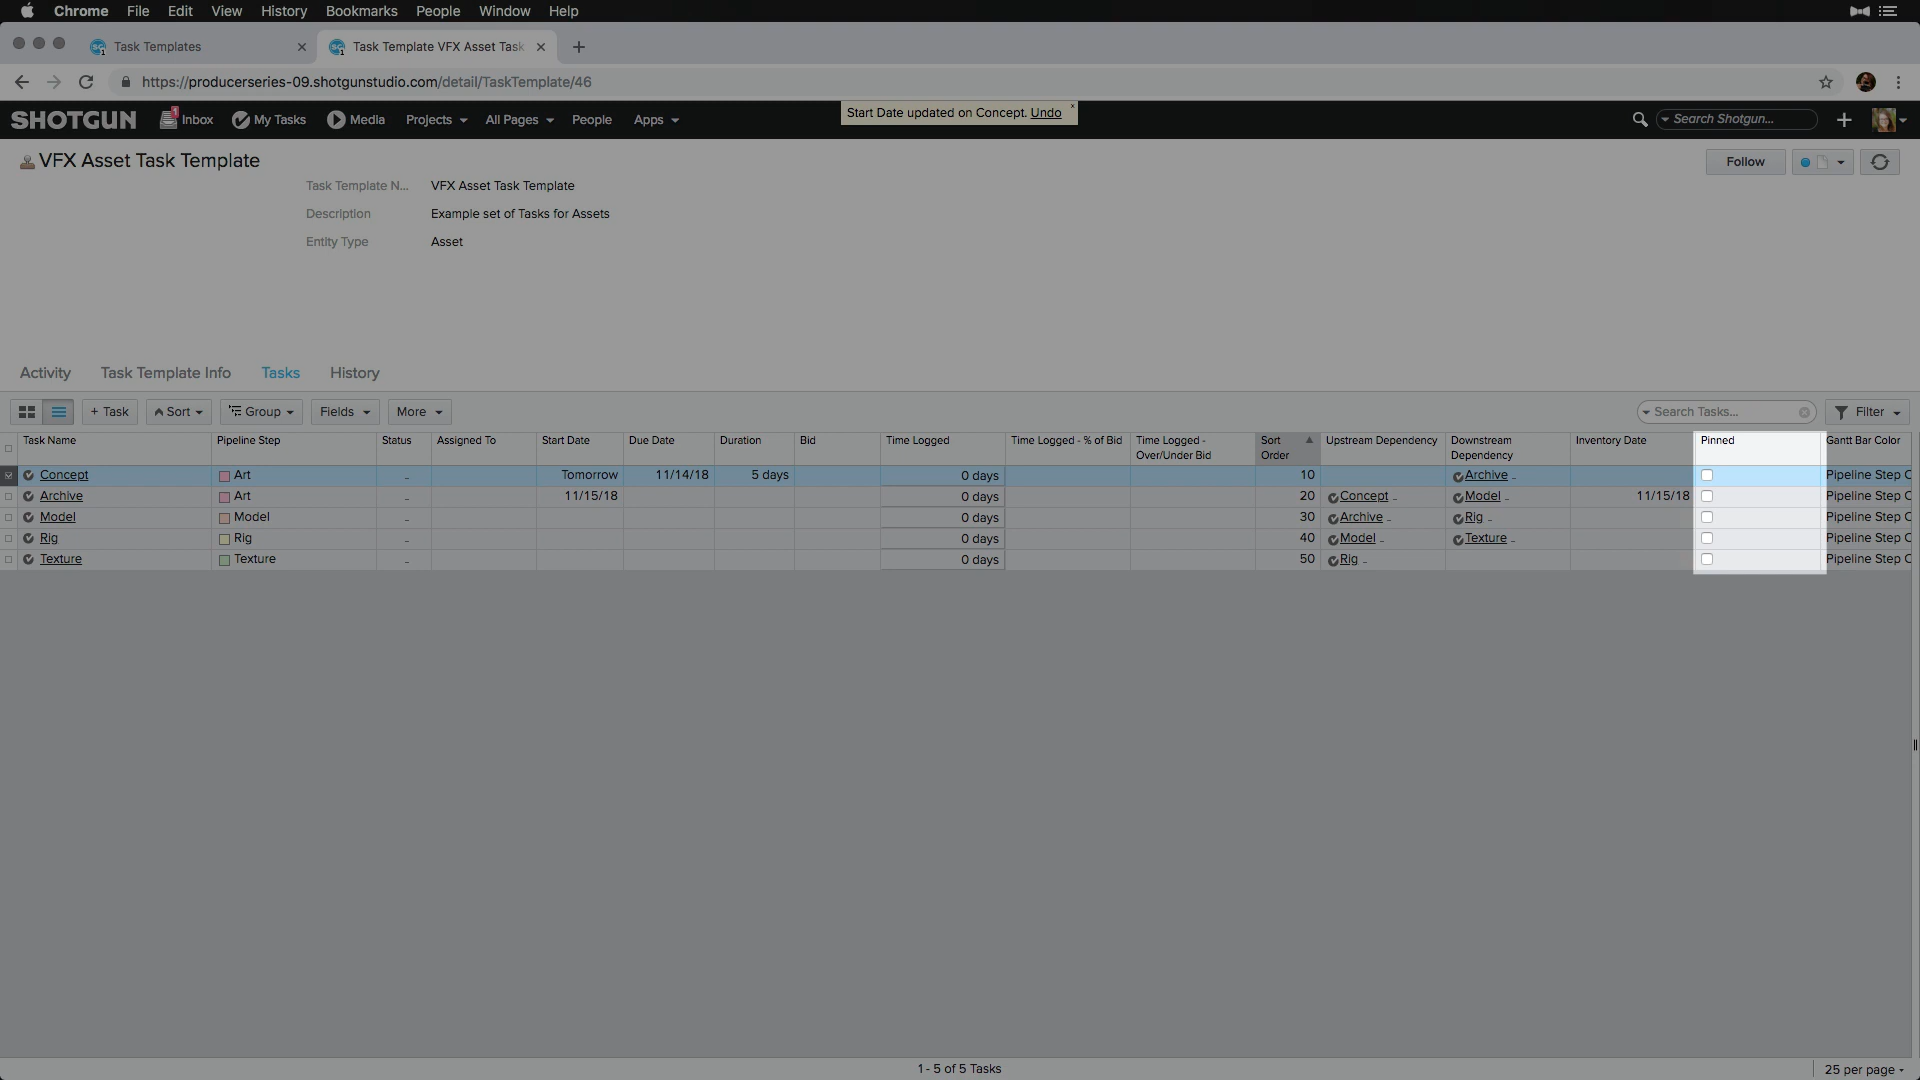 Chrome File Edit View History Bookmarks People Window Help
Task Templates
Task Template VFX Asset Task
https://producerseries-09.shotgunstudio.com/detail/TaskTemplate/46
SHOTGUN 1 Inbox My Tasks Media Projects All Pages People Apps Start Date updated on Concept. Undo x Search Shotgun...
VFX Asset Task Template Follow
Task Template N... VFX Asset Task Template
Description Example set of Tasks for Assets
Entity Type Asset
Activity Task Template Info Tasks History
+ Task Sort Group Fields More Search Tasks... Filter
Task Name Pipeline Step Status Assigned To Start Date Due Date Duration Bid Time Logged Time Logged - % of Bid Time Logged - Over/Under Bid Sort Order Upstream Dependency Downstream Dependency Inventory Date Pinned Gantt Bar Color
Concept Art - Tomorrow 11/14/18 5 days 0 days 10 Archive - Pipeline Step C
Archive Art - 11/15/18 0 days 20 Concept - Model - 11/15/18 Pipeline Step C
Model Model - 0 days 30 Archive - Rig - Pipeline Step C
Rig Rig - 0 days 40 Model - Texture - Pipeline Step C
Texture Texture - 0 days 50 Rig - Pipeline Step C
1 - 5 of 5 Tasks
25 per page